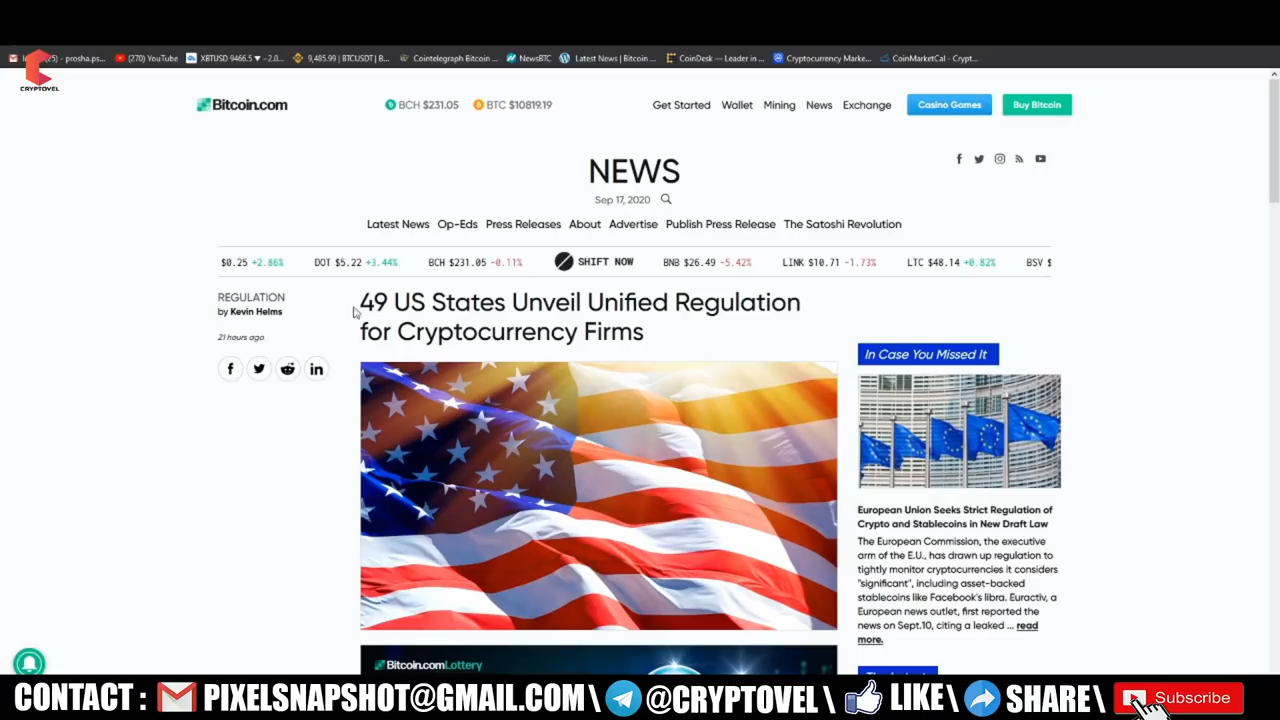 (25) - prosha.ps...
(270) YouTube
XBTUSD 9466.5 ▼ -2.0...
9,485.99 | BTCUSDT | B...
Cointelegraph Bitcoin ...
NewsBTC
Latest News | Bitcoin ...
CoinDesk — Leader in ...
Cryptocurrency Marke...
CoinMarketCal - Crypt...
CRYPTOVEL
Bitcoin.com
BCH $231.05
BTC $10819.19
Get Started
Wallet
Mining
News
Exchange
Casino Games
Buy Bitcoin
NEWS
Sep 17, 2020
Latest News
Op-Eds
Press Releases
About
Advertise
Publish Press Release
The Satoshi Revolution
$0.25 +2.86%
DOT $5.22 +3.44%
BCH $231.05 -0.11%
SHIFT NOW
BNB $26.49 -5.42%
LINK $10.71 -1.73%
LTC $48.14 +0.82%
BSV $
REGULATION
by Kevin Helms
21 hours ago
49 US States Unveil Unified Regulation
for Cryptocurrency Firms
In Case You Missed It
European Union Seeks Strict Regulation of
Crypto and Stablecoins in New Draft Law
The European Commission, the executive
arm of the E.U., has drawn up regulation to
tightly monitor cryptocurrencies it considers
"significant", including asset-backed
stablecoins like Facebook's libra. Euractiv, a
European news outlet, first reported the
news on Sept.10, citing a leaked ... read
more.
Bitcoin.com Lottery
CONTACT : PIXELSNAPSHOT@GMAIL.COM \ @CRYPTOVEL \ LIKE \ SHARE \ Subscribe